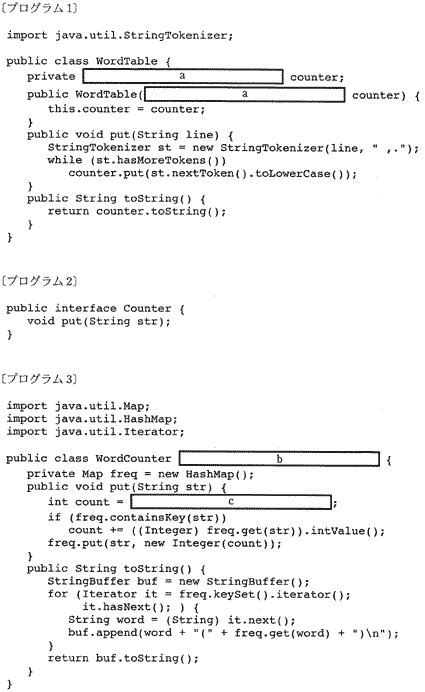 〔プログラム1〕
import java.util.StringTokenizer;
public class WordTable {
    private a counter;
    public WordTable( a counter) {
        this.counter = counter;
    }
    public void put(String line) {
        StringTokenizer st = new StringTokenizer(line, " ,.");
        while (st.hasMoreTokens())
            counter.put(st.nextToken().toLowerCase());
    }
    public String toString() {
        return counter.toString();
    }
}
〔プログラム2〕
public interface Counter {
    void put(String str);
}
〔プログラム3〕
import java.util.Map;
import java.util.HashMap;
import java.util.Iterator;
public class WordCounter b {
    private Map freq = new HashMap();
    public void put(String str) {
        int count = c ;
        if (freq.containsKey(str))
            count += ((Integer) freq.get(str)).intValue();
        freq.put(str, new Integer(count));
    }
    public String toString() {
        StringBuffer buf = new StringBuffer();
        for (Iterator it = freq.keySet().iterator();
                it.hasNext(); ) {
            String word = (String) it.next();
            buf.append(word + "(" + freq.get(word) + ")\n");
        }
        return buf.toString();
    }
}